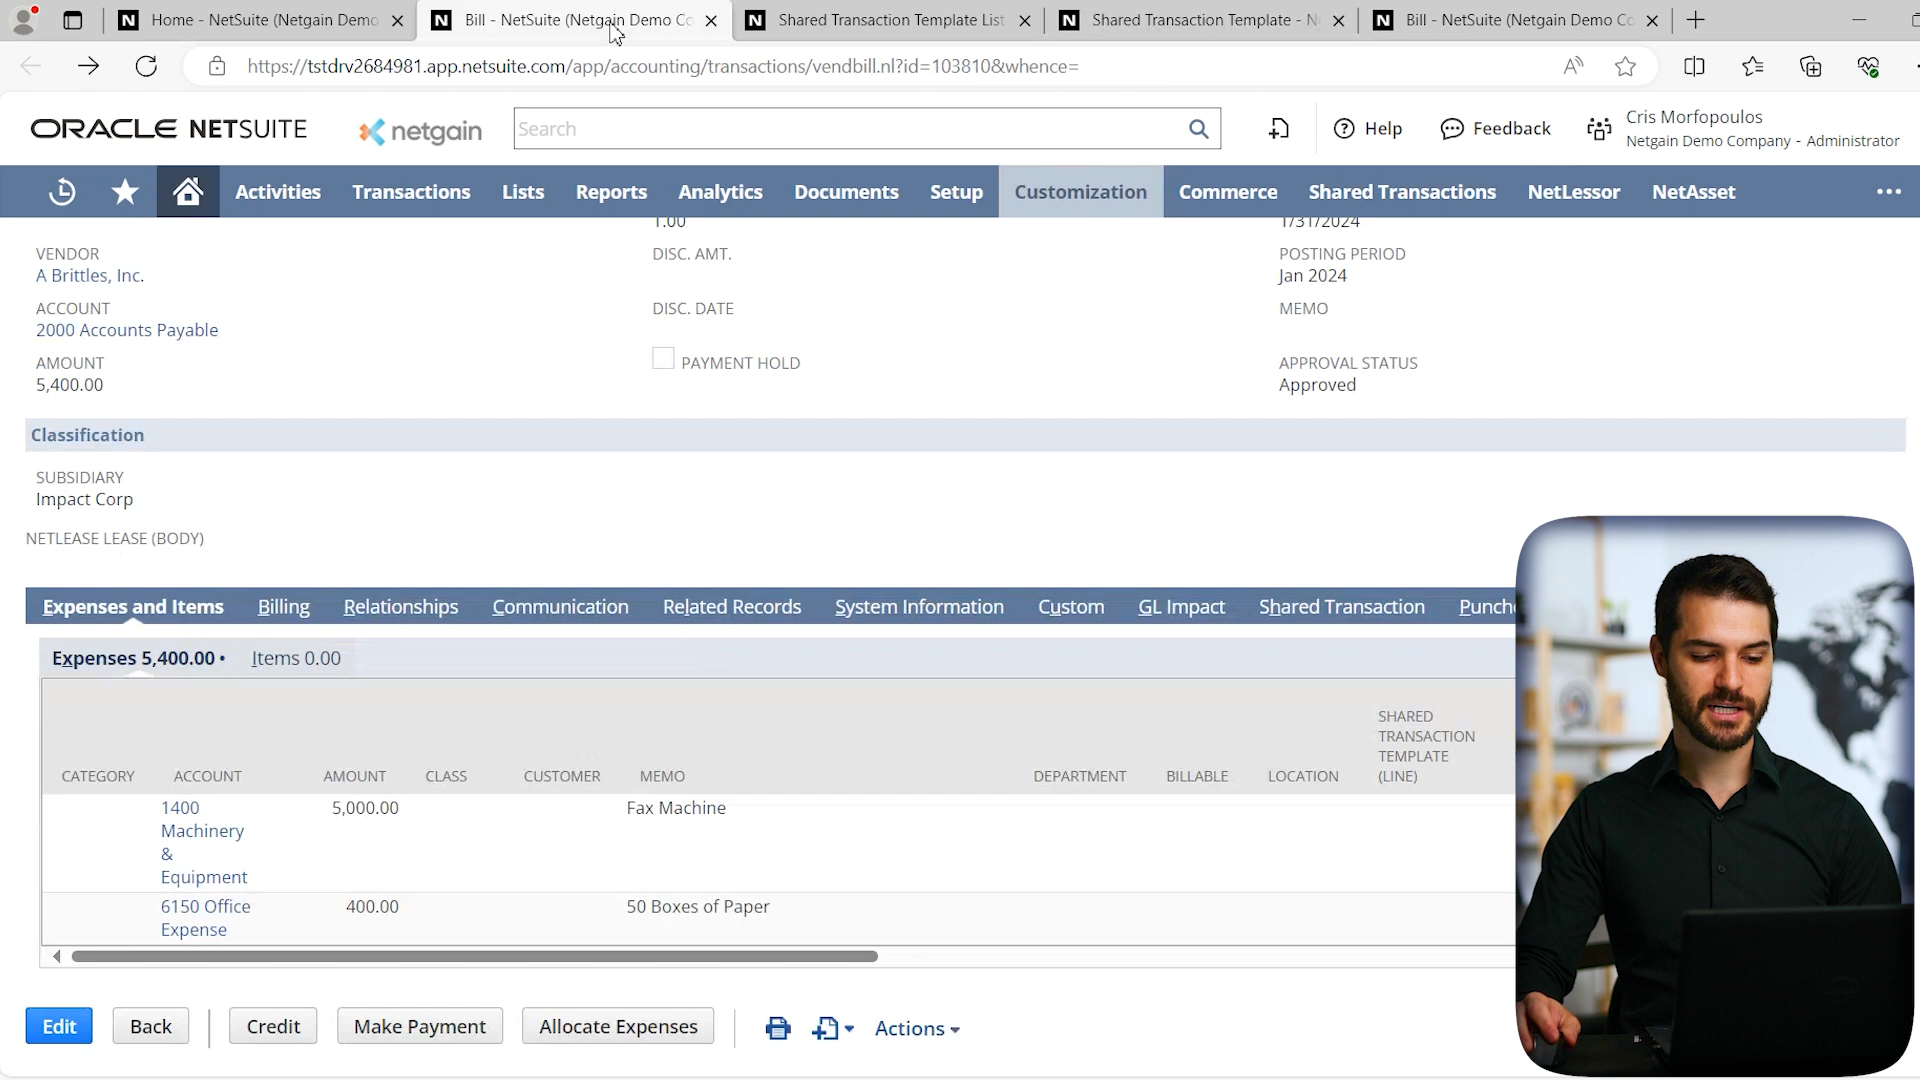 Home - NetSuite (Netgain Demo
Bill - NetSuite (Netgain Demo Co
Shared Transaction Template List
Shared Transaction Template - N
Bill - NetSuite (Netgain Demo Co
https://tstdrv2684981.app.netsuite.com/app/accounting/transactions/vendbill.nl?id=103810&whence=
ORACLE NETSUITE
netgain
Search
Help
Feedback
Cris Morfopoulos
Netgain Demo Company - Administrator
Activities
Transactions
Lists
Reports
Analytics
Documents
Setup
Customization
Commerce
Shared Transactions
NetLessor
NetAsset
1.00
1/31/2024
VENDOR
A Brittles, Inc.
DISC. AMT.
POSTING PERIOD
Jan 2024
ACCOUNT
2000 Accounts Payable
DISC. DATE
MEMO
AMOUNT
5,400.00
PAYMENT HOLD
APPROVAL STATUS
Approved
Classification
SUBSIDIARY
Impact Corp
NETLEASE LEASE (BODY)
Expenses and Items
Billing
Relationships
Communication
Related Records
System Information
Custom
GL Impact
Shared Transaction
Puncho
Expenses 5,400.00 •
Items 0.00
CATEGORY
ACCOUNT
AMOUNT
CLASS
CUSTOMER
MEMO
DEPARTMENT
BILLABLE
LOCATION
SHARED
TRANSACTION
TEMPLATE
(LINE)
1400
Machinery
&
Equipment
5,000.00
Fax Machine
6150 Office
Expense
400.00
50 Boxes of Paper
Edit
Back
Credit
Make Payment
Allocate Expenses
Actions